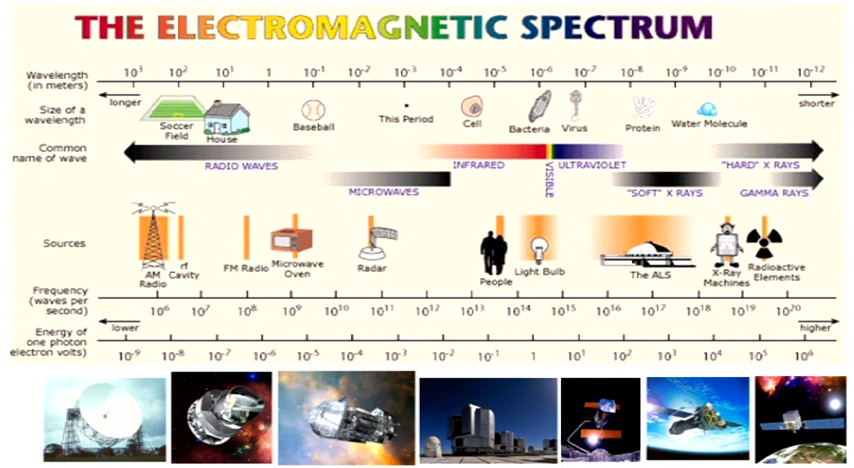 THE ELECTROMAGNETIC SPECTRUM
Wavelength
(in meters)
10³ 10² 10¹ 1 10⁻¹ 10⁻² 10⁻³ 10⁻⁴ 10⁻⁵ 10⁻⁶ 10⁻⁷ 10⁻⁸ 10⁻⁹ 10⁻¹⁰ 10⁻¹¹ 10⁻¹²
longer shorter
Size of a
wavelength
Soccer
Field
House
Baseball
This Period
Cell
Bacteria
Virus
Protein
Water Molecule
Common
name of wave
RADIO WAVES
INFRARED
VISIBLE
ULTRAVIOLET
"HARD" X RAYS
MICROWAVES
"SOFT" X RAYS
GAMMA RAYS
Sources
AM
Radio
rf
Cavity
FM Radio
Microwave
Oven
Radar
People
Light Bulb
The ALS
X-Ray
Machines
Radioactive
Elements
Frequency
(waves per
second)
10⁶ 10⁷ 10⁸ 10⁹ 10¹⁰ 10¹¹ 10¹² 10¹³ 10¹⁴ 10¹⁵ 10¹⁶ 10¹⁷ 10¹⁸ 10¹⁹ 10²⁰
lower higher
Energy of
one photon
electron volts)
10⁻⁹ 10⁻⁸ 10⁻⁷ 10⁻⁶ 10⁻⁵ 10⁻⁴ 10⁻³ 10⁻² 10⁻¹ 1 10¹ 10² 10³ 10⁴ 10⁵ 10⁶